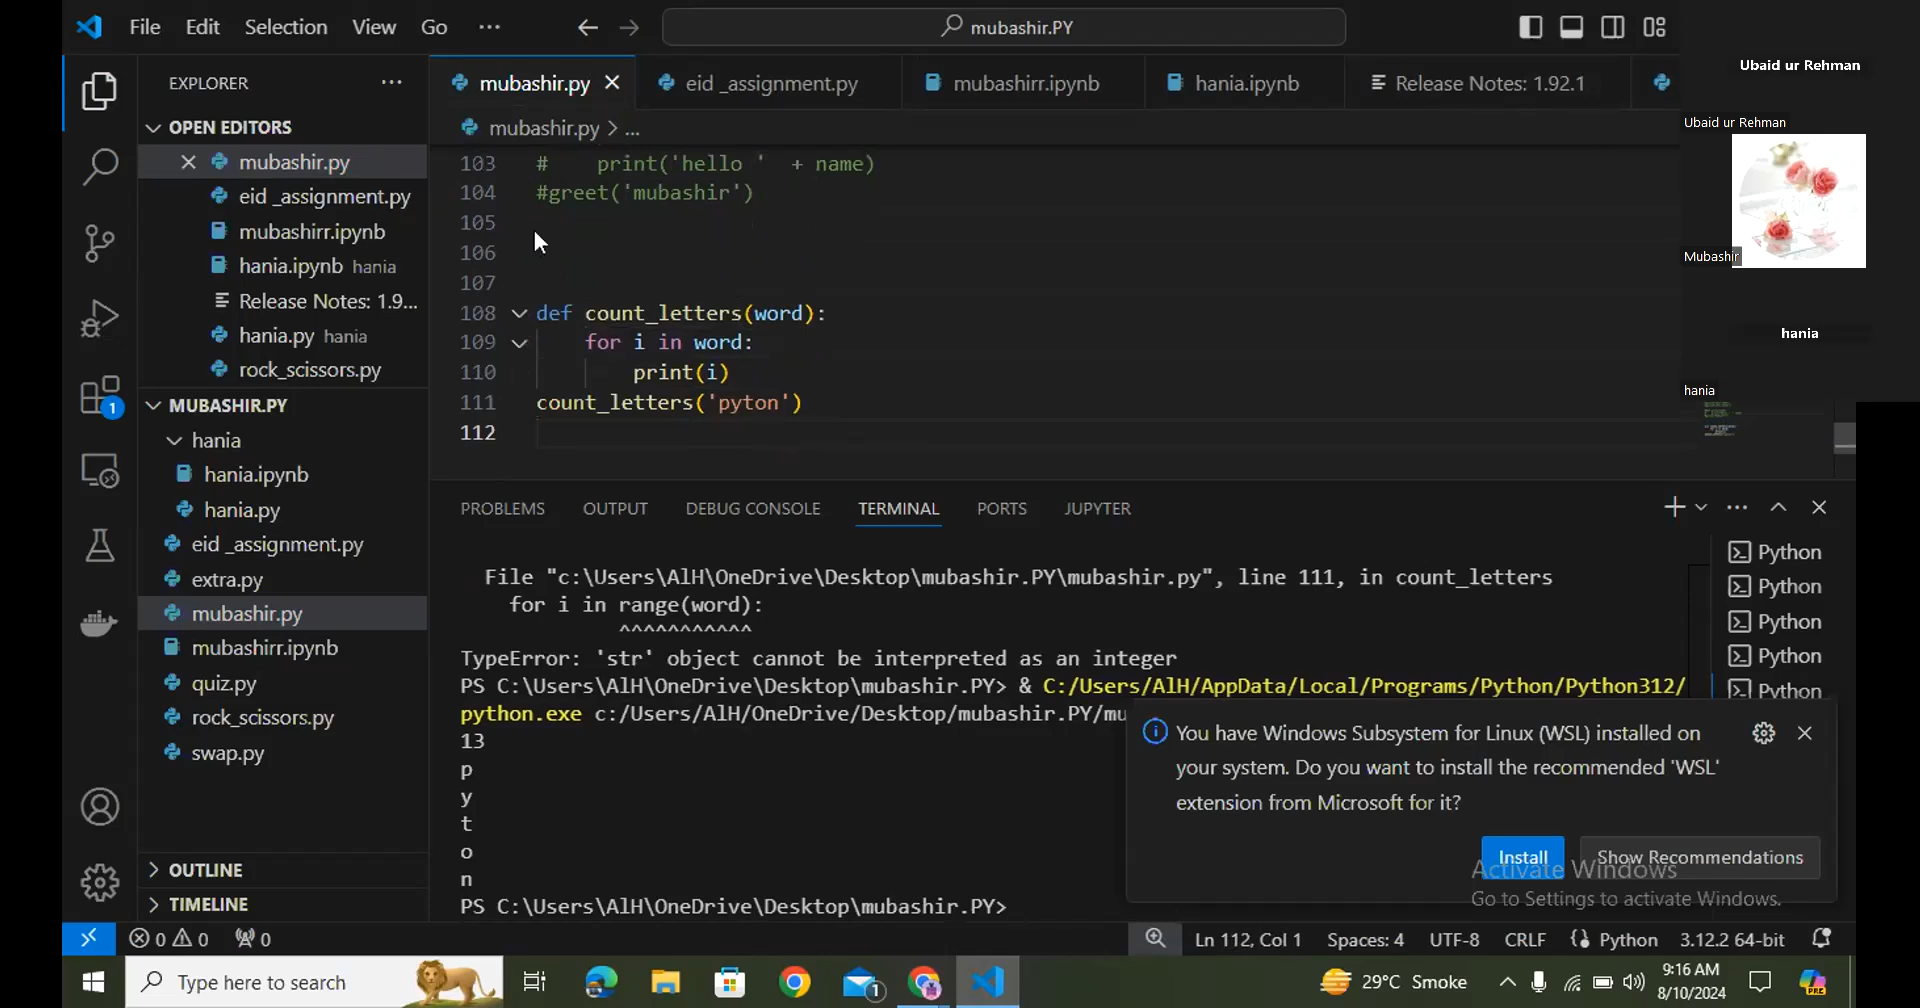 File Edit Selection View Go ···
mubashir.PY
Ubaid ur Rehman
Ubaid ur Rehman
Mubashir
hania
hania
EXPLORER ···
OPEN EDITORS
mubashir.py
eid _assignment.py
mubashirr.ipynb
hania.ipynb hania
Release Notes: 1.9...
hania.py hania
rock_scissors.py
MUBASHIR.PY
hania
hania.ipynb
hania.py
eid _assignment.py
extra.py
mubashir.py
mubashirr.ipynb
quiz.py
rock_scissors.py
swap.py
OUTLINE
TIMELINE
mubashir.py eid _assignment.py mubashirr.ipynb hania.ipynb Release Notes: 1.92.1
mubashir.py > ...
103 #    print('hello '  + name)
104 #greet('mubashir')
105
106
107
108 def count_letters(word):
109     for i in word:
110         print(i)
111 count_letters('pyton')
112
PROBLEMS OUTPUT DEBUG CONSOLE TERMINAL PORTS JUPYTER
File "c:\Users\AlH\OneDrive\Desktop\mubashir.PY\mubashir.py", line 111, in count_letters
for i in range(word):
^^^^^^^^^^^
TypeError: 'str' object cannot be interpreted as an integer
PS C:\Users\AlH\OneDrive\Desktop\mubashir.PY> & C:/Users/AlH/AppData/Local/Programs/Python/Python312/
python.exe c:/Users/AlH/OneDrive/Desktop/mubashir.PY/mu
13
p
y
t
o
n
PS C:\Users\AlH\OneDrive\Desktop\mubashir.PY>
Python
Python
Python
Python
Python
You have Windows Subsystem for Linux (WSL) installed on
your system. Do you want to install the recommended 'WSL'
extension from Microsoft for it?
Install Show Recommendations
Activate Windows
Go to Settings to activate Windows.
1
0 0 0
Ln 112, Col 1 Spaces: 4 UTF-8 CRLF Python 3.12.2 64-bit
Type here to search
1
29°C Smoke
9:16 AM
8/10/2024
PRE